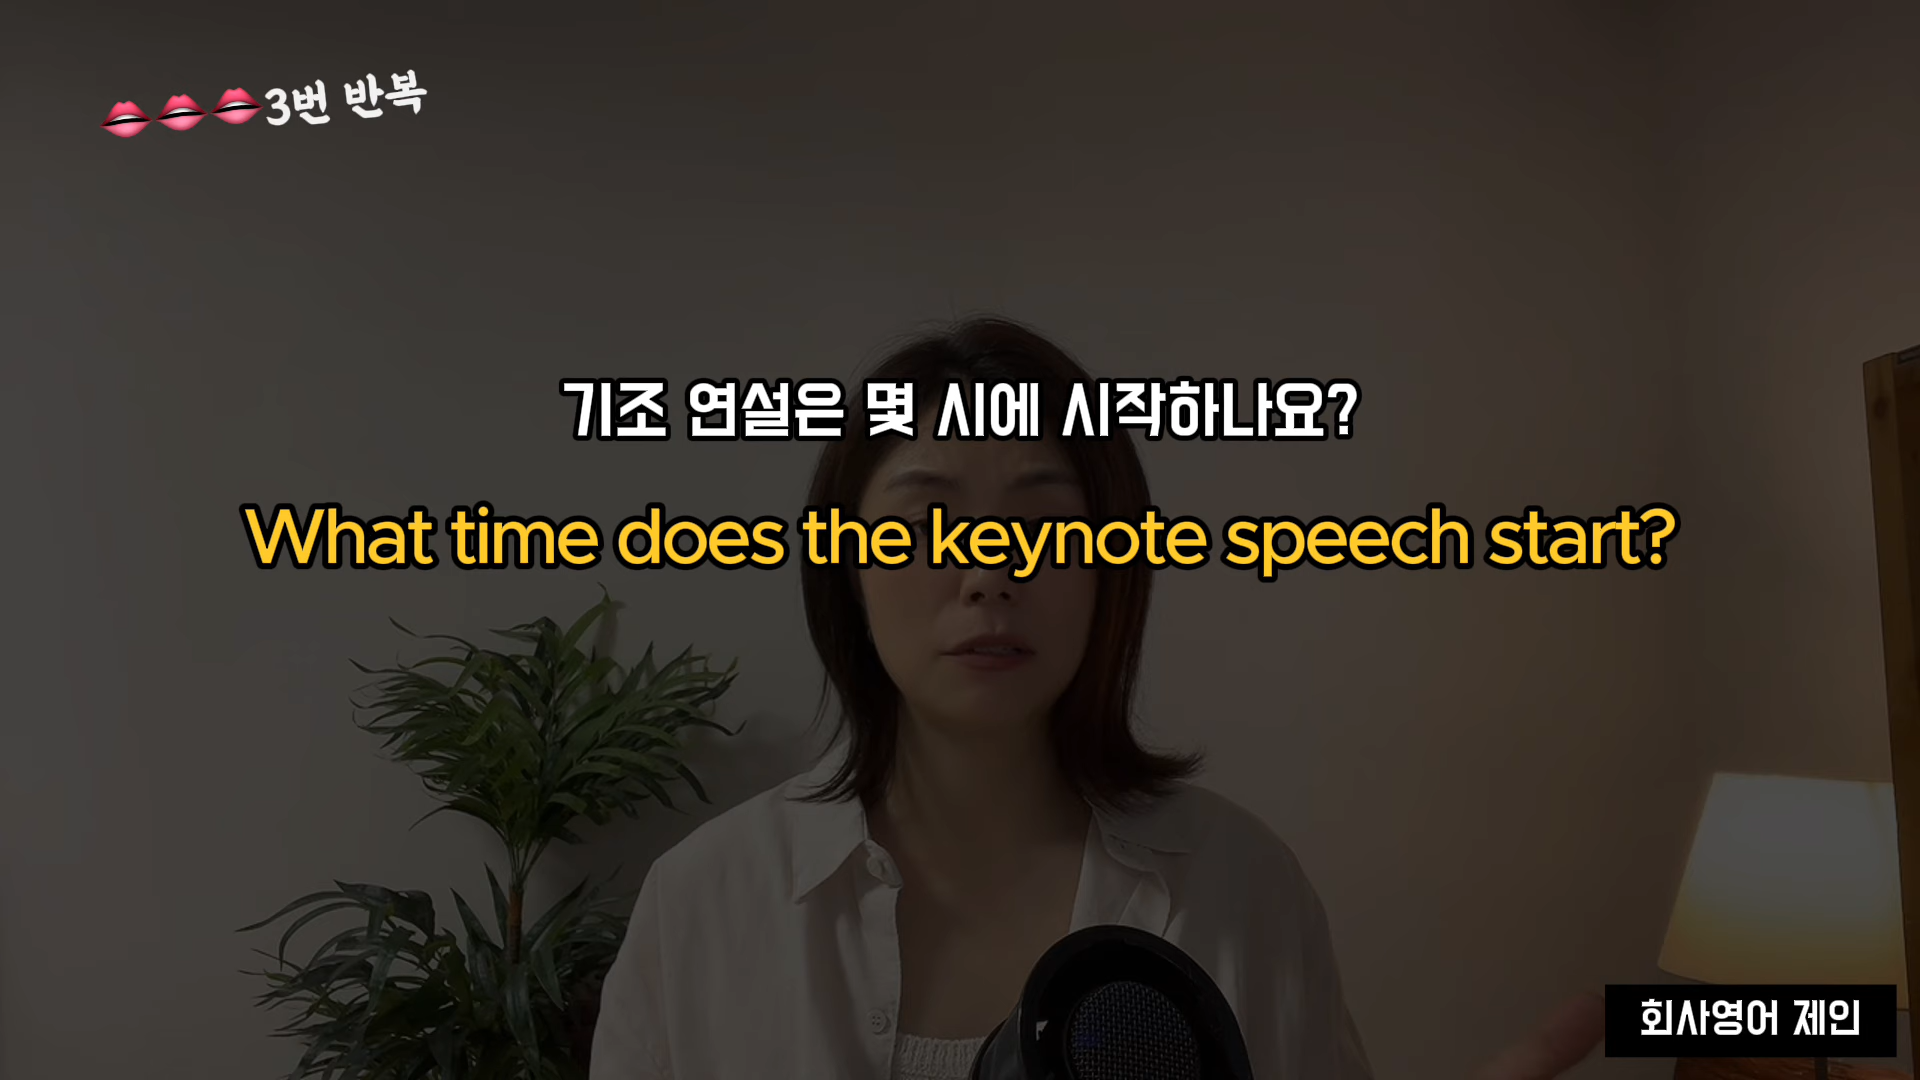 3번 반복
기조 연설은 몇 시에 시작하나요?
What time does the keynote speech start?
회사영어 제인